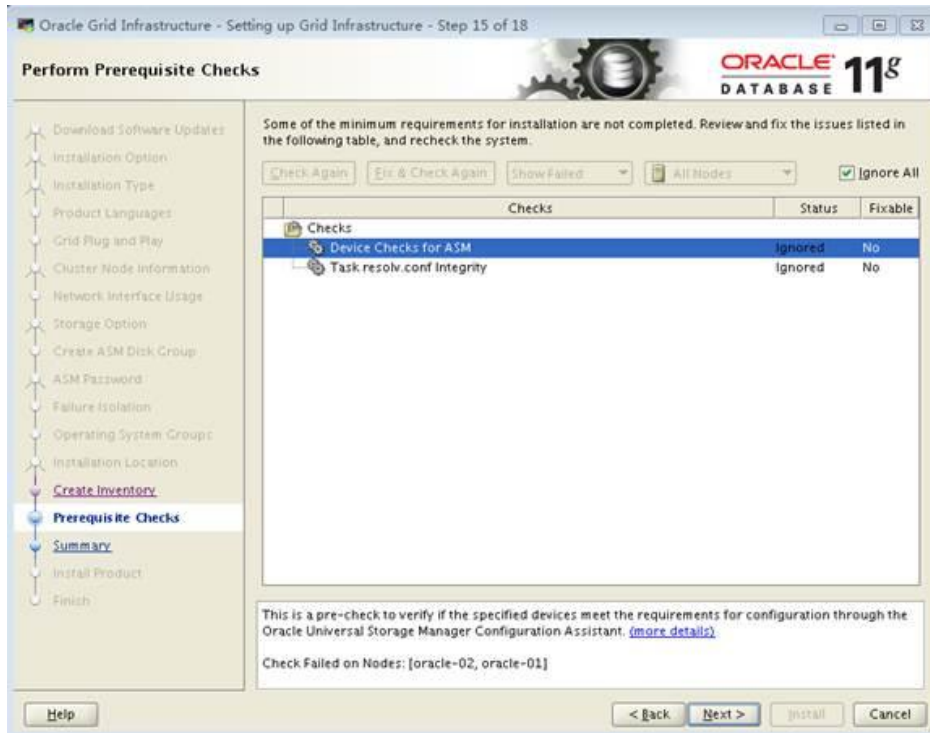 Oracle Grid Infrastructure - Setting up Grid Infrastructure - Step 15 of 18
Perform Prerequisite Checks
ORACLE
DATABASE
11g
Download Software Updates
Installation Option
Installation Type
Product Languages
Grid Plug and Play
Cluster Node Information
Network Interface Usage
Storage Option
Create ASM Disk Group
ASM Password
Failure Isolation
Operating System Groups
Installation Location
Create Inventory
Prerequisite Checks
Summary
Install Product
Finish
Some of the minimum requirements for installation are not completed. Review and fix the issues listed in
the following table, and recheck the system.
Check Again Fix & Check Again Show Failed All Nodes Ignore All
Checks Status Fixable
Checks
Device Checks for ASM Ignored No
Task resolv.conf Integrity Ignored No
This is a pre-check to verify if the specified devices meet the requirements for configuration through the
Oracle Universal Storage Manager Configuration Assistant. (more details)
Check Failed on Nodes: [oracle-02, oracle-01]
Help < Back Next > Install Cancel